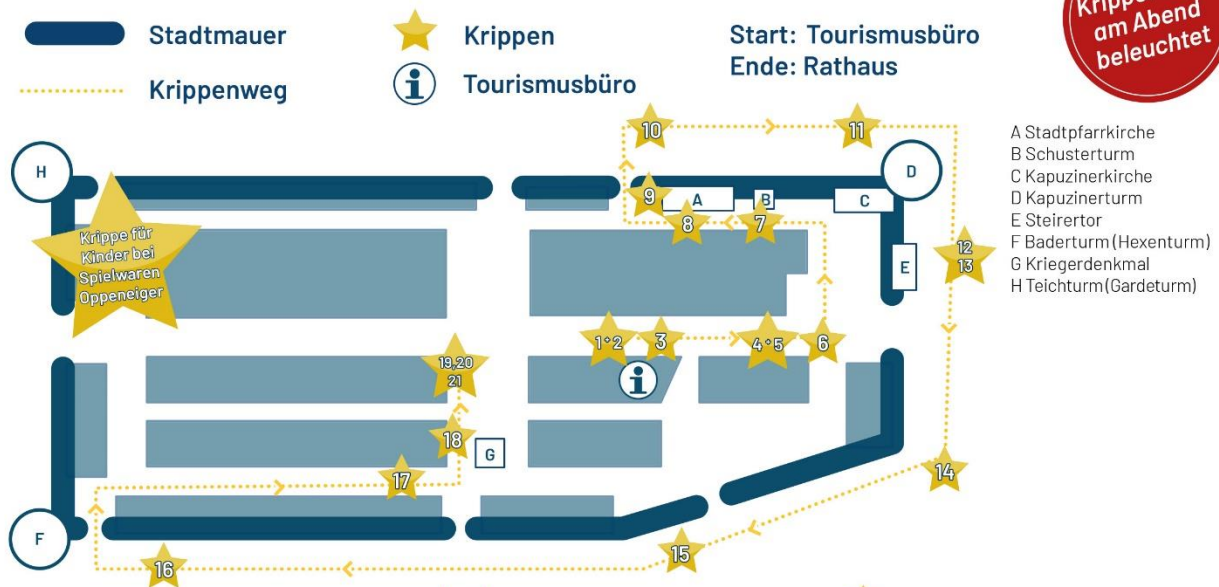 Stadtmauer
Krippenweg
Krippen
Tourismusbüro
Start: Tourismusbüro
Ende: Rathaus
am Abend
beleuchtet
A Stadtpfarrkirche
B Schusterturm
C Kapuzinerkirche
D Kapuzinerturm
E Steirertor
F Baderturm (Hexenturm)
G Kriegerdenkmal
H Teichturm (Gardeturm)
10
11
H
D
9
A
B
C
8
7
Krippe für
Kinder bei
Spielwaren
Oppeneiger
12
13
E
1+2
3
4+5
6
19,20
21
i
18
G
14
17
F
15
16